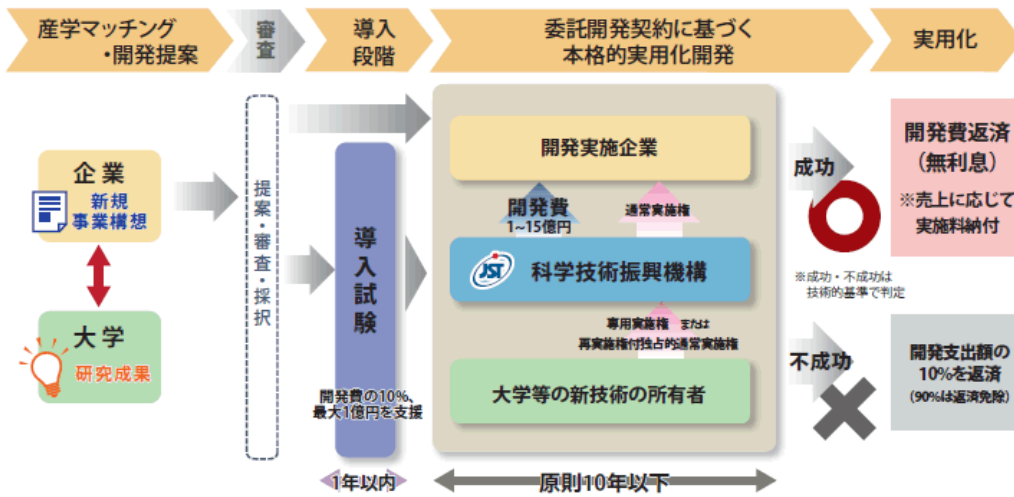 産学マッチング
・開発提案
審査
導入
段階
委託開発契約に基づく
本格的実用化開発
実用化
企業
新規
事業構想
大学
研究成果
提案・審査・採択
導入試験
開発費の10%、
最大1億円を支援
1年以内
開発実施企業
開発費
1~15億円
通常実施権
JST
科学技術振興機構
専用実施権 または
再実施権付独占的通常実施権
大学等の新技術の所有者
原則10年以下
成功
※成功・不成功は
技術的基準で判定
不成功
開発費返済
(無利息)
※売上に応じて
実施料納付
開発支出額の
10%を返済
(90%は返済免除)